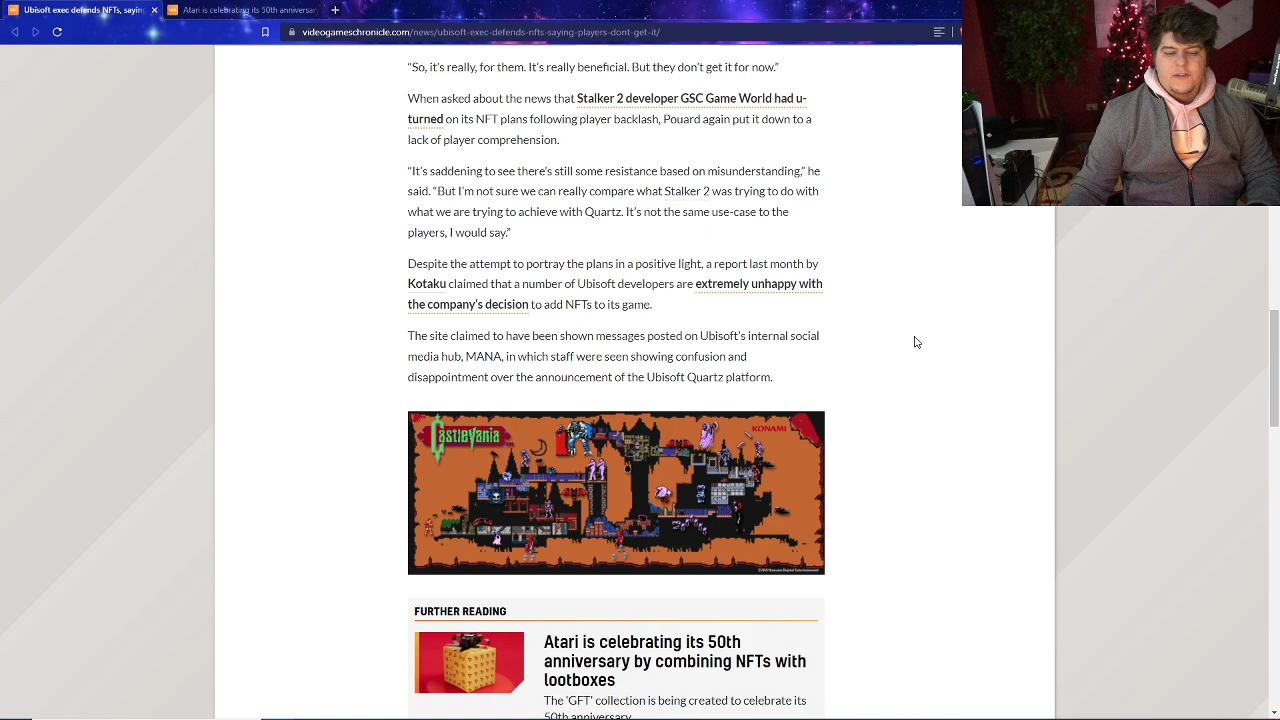 Ubisoft exec defends NFTs, sayin
Atari is celebrating its 50th anniversar
videogameschronicle.com/news/ubisoft-exec-defends-nfts-saying-players-dont-get-it/
“So, it’s really, for them. It’s really beneficial. But they don’t get it for now.”
When asked about the news that Stalker 2 developer GSC Game World had u-
turned on its NFT plans following player backlash, Pouard again put it down to a
lack of player comprehension.
“It’s saddening to see there’s still some resistance based on misunderstanding,” he
said. “But I’m not sure we can really compare what Stalker 2 was trying to do with
what we are trying to achieve with Quartz. It’s not the same use-case to the
players, I would say.”
Despite the attempt to portray the plans in a positive light, a report last month by
Kotaku claimed that a number of Ubisoft developers are extremely unhappy with
the company’s decision to add NFTs to its game.
The site claimed to have been shown messages posted on Ubisoft’s internal social
media hub, MANA, in which staff were seen showing confusion and
disappointment over the announcement of the Ubisoft Quartz platform.
Castlevania
KONAMI
©2022 Konami Digital Entertainment
FURTHER READING
Atari is celebrating its 50th
anniversary by combining NFTs with
lootboxes
The 'GFT' collection is being created to celebrate its
50th anniversary